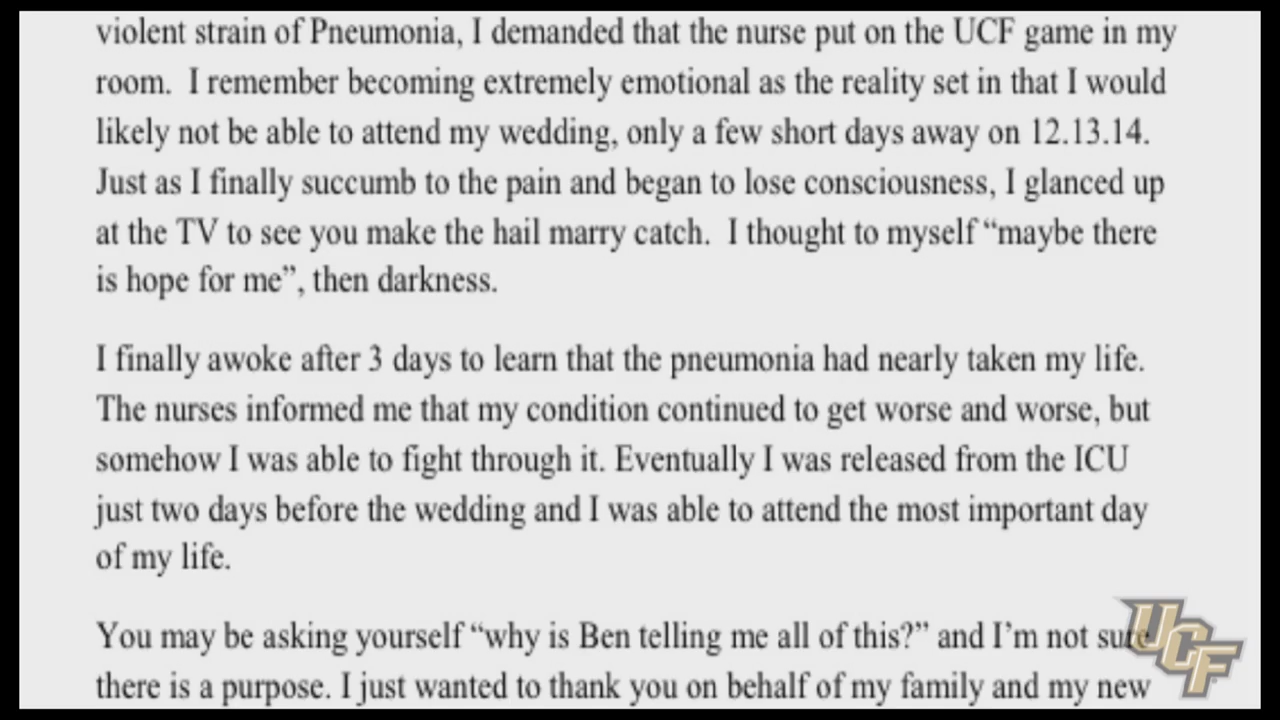 violent strain of Pneumonia, I demanded that the nurse put on the UCF game in my
room.  I remember becoming extremely emotional as the reality set in that I would
likely not be able to attend my wedding, only a few short days away on 12.13.14.
Just as I finally succumb to the pain and began to lose consciousness, I glanced up
at the TV to see you make the hail marry catch.  I thought to myself “maybe there
is hope for me”, then darkness.
I finally awoke after 3 days to learn that the pneumonia had nearly taken my life.
The nurses informed me that my condition continued to get worse and worse, but
somehow I was able to fight through it. Eventually I was released from the ICU
just two days before the wedding and I was able to attend the most important day
of my life.
You may be asking yourself “why is Ben telling me all of this?” and I’m not sure
there is a purpose. I just wanted to thank you on behalf of my family and my new
UCF